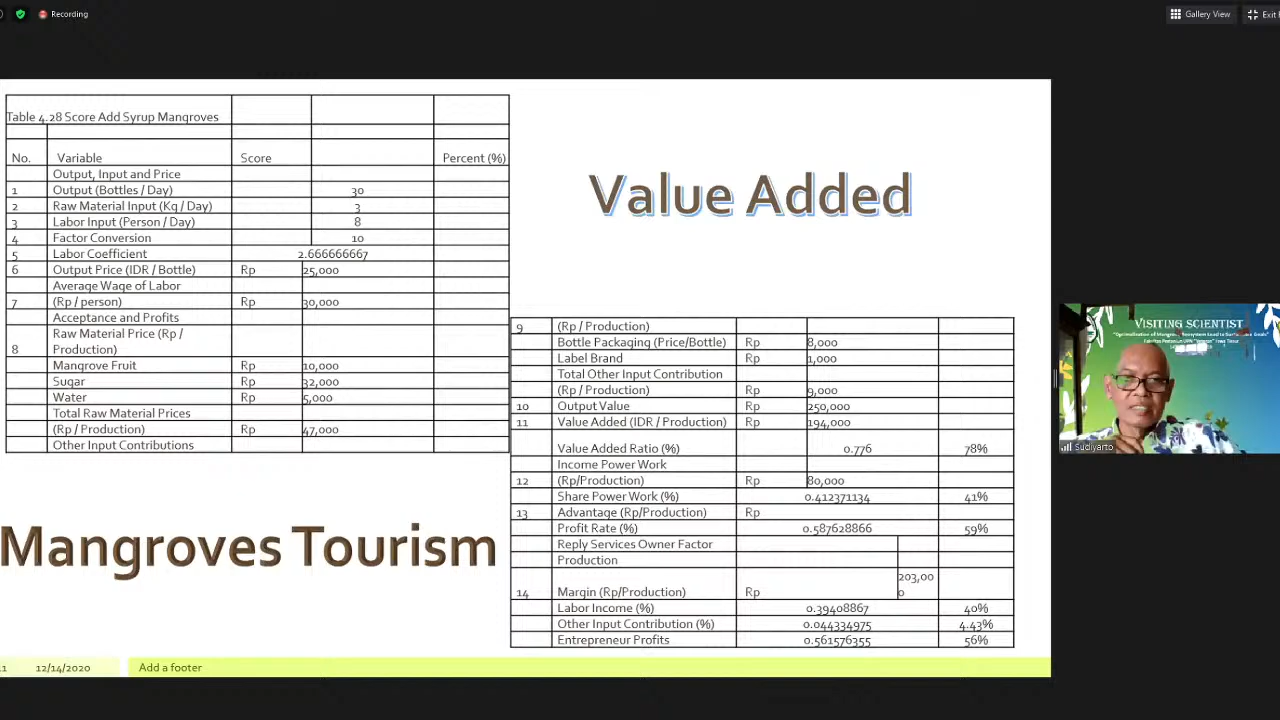 Recording
Gallery View
Exit
Table 4.28 Score Add Syrup Mangroves
No. Variable Score Percent (%)
Output, Input and Price
1 Output (Bottles / Day) 30
2 Raw Material Input (Kg / Day) 3
3 Labor Input (Person / Day) 8
4 Factor Conversion 10
5 Labor Coefficient 2.666666667
6 Output Price (IDR / Bottle) Rp 25,000
Average Wage of Labor
7 (Rp / person) Rp 30,000
Acceptance and Profits
Raw Material Price (Rp /
8 Production)
Mangrove Fruit Rp 10,000
Sugar Rp 32,000
Water Rp 5,000
Total Raw Material Prices
(Rp / Production) Rp 47,000
Other Input Contributions
Value Added
9 (Rp / Production)
Bottle Packaging (Price/Bottle) Rp 8,000
Label Brand Rp 1,000
Total Other Input Contribution
(Rp / Production) Rp 9,000
10 Output Value Rp 250,000
11 Value Added (IDR / Production) Rp 194,000
Value Added Ratio (%) 0.776 78%
Income Power Work
12 (Rp/Production) Rp 80,000
Share Power Work (%) 0.412371134 41%
13 Advantage (Rp/Production) Rp
Profit Rate (%) 0.587628866 59%
Reply Services Owner Factor
Production
203,00
14 Margin (Rp/Production) Rp 0
Labor Income (%) 0.39408867 40%
Other Input Contribution (%) 0.044334975 4.43%
Entrepreneur Profits 0.561576355 56%
Mangroves Tourism
11 12/14/2020 Add a footer
VISITING SCIENTIST
Sudiyarto